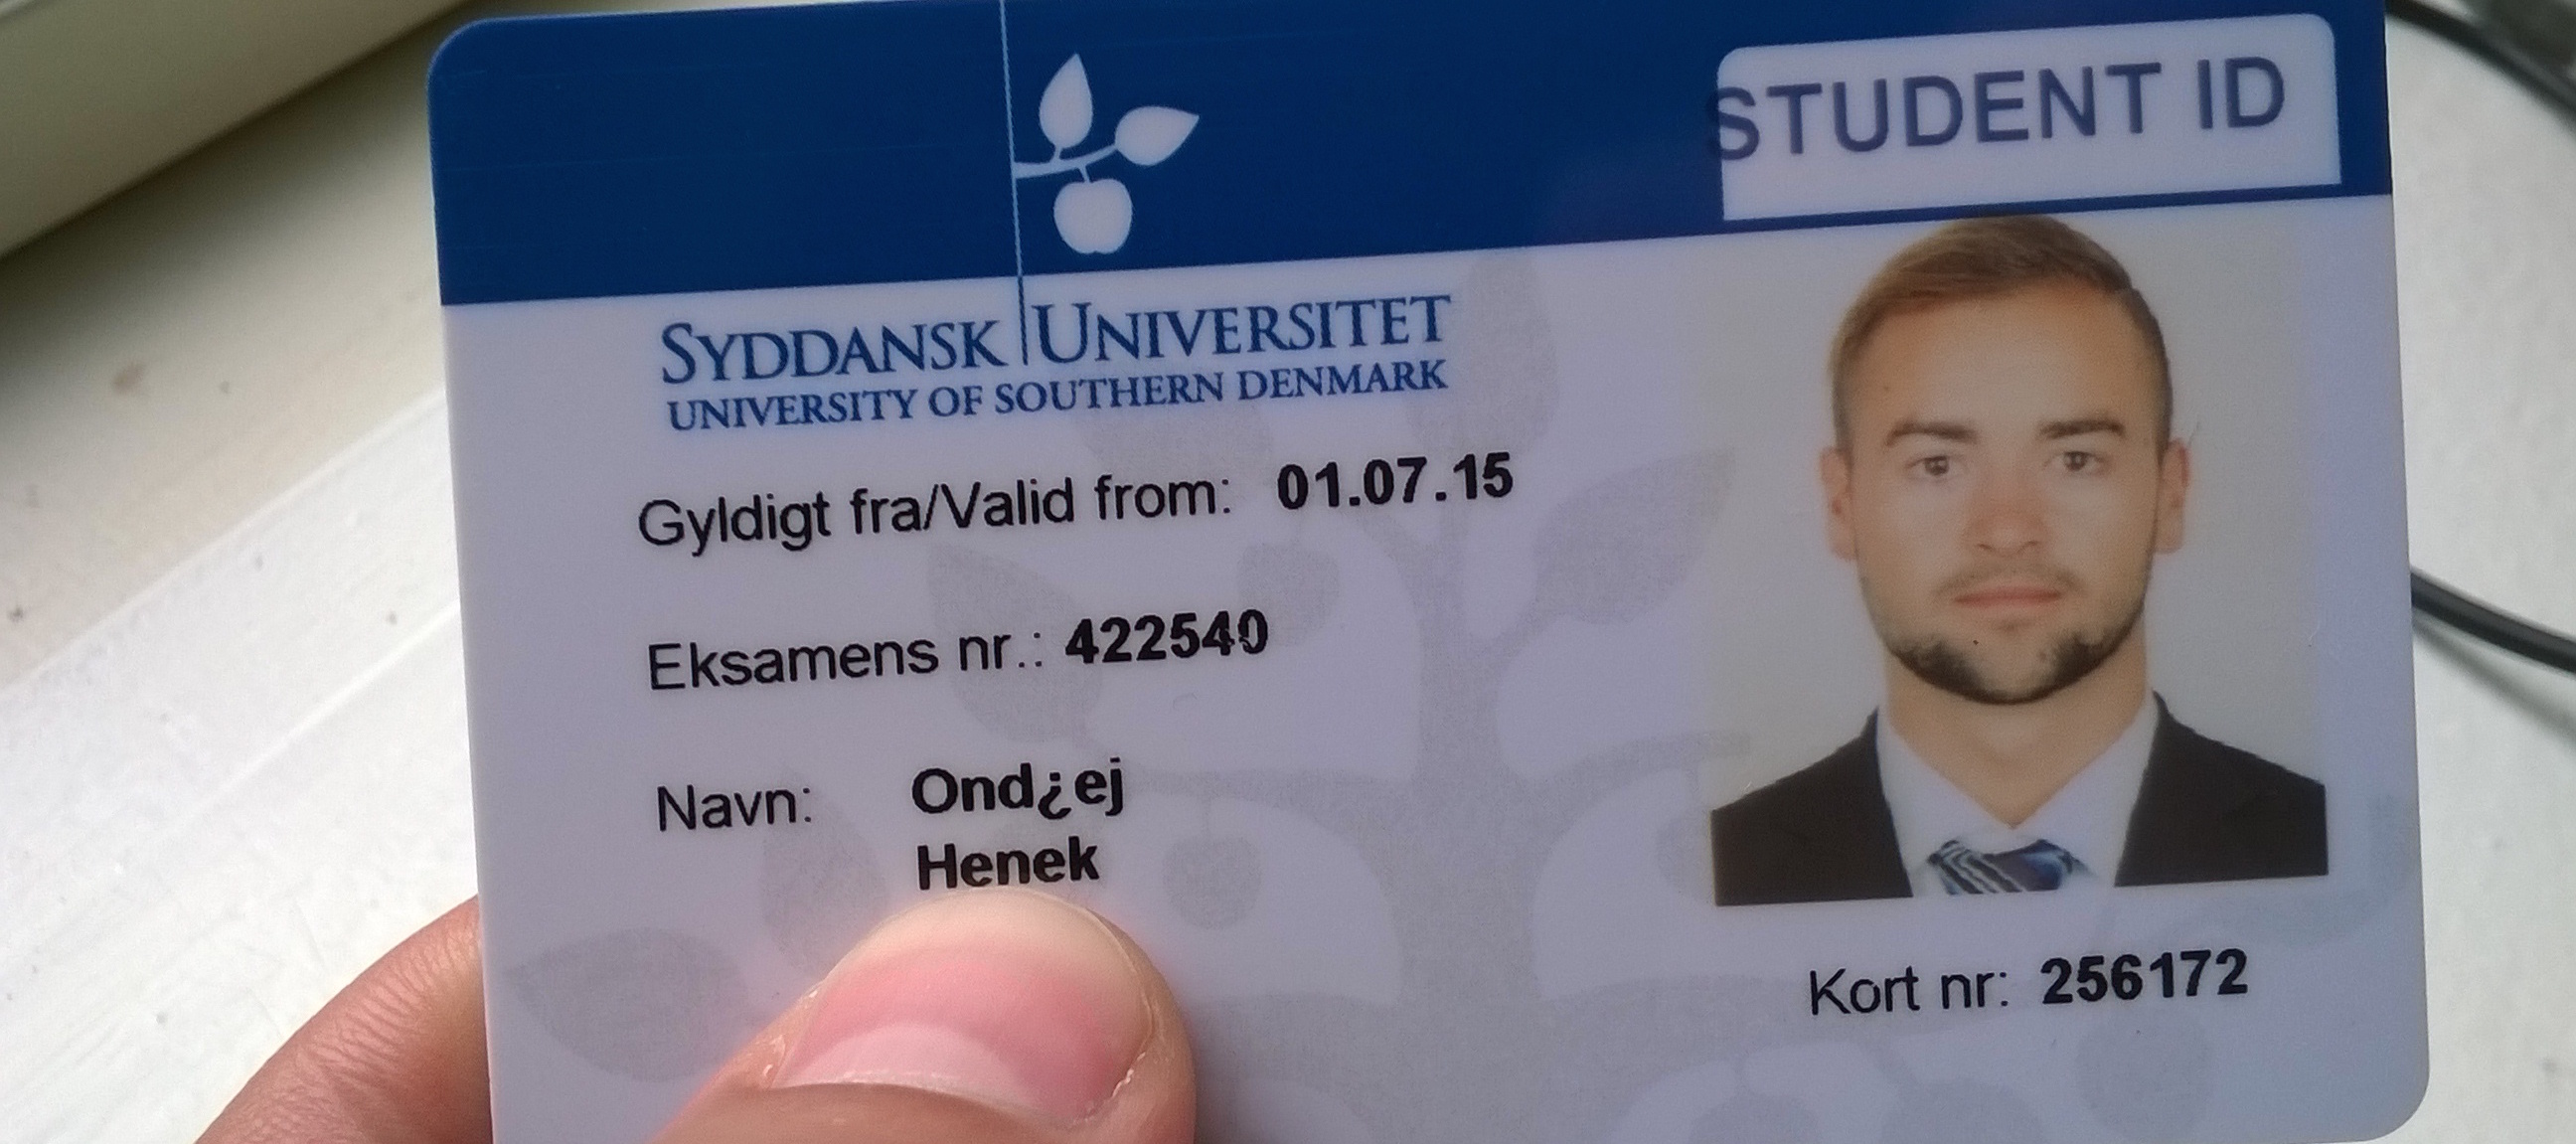 STUDENT ID
SYDDANSK UNIVERSITET
UNIVERSITY OF SOUTHERN DENMARK
Gyldigt fra/Valid from: 01.07.15
Eksamens nr.: 422540
Navn: Ond¿ej
Henek
Kort nr: 256172